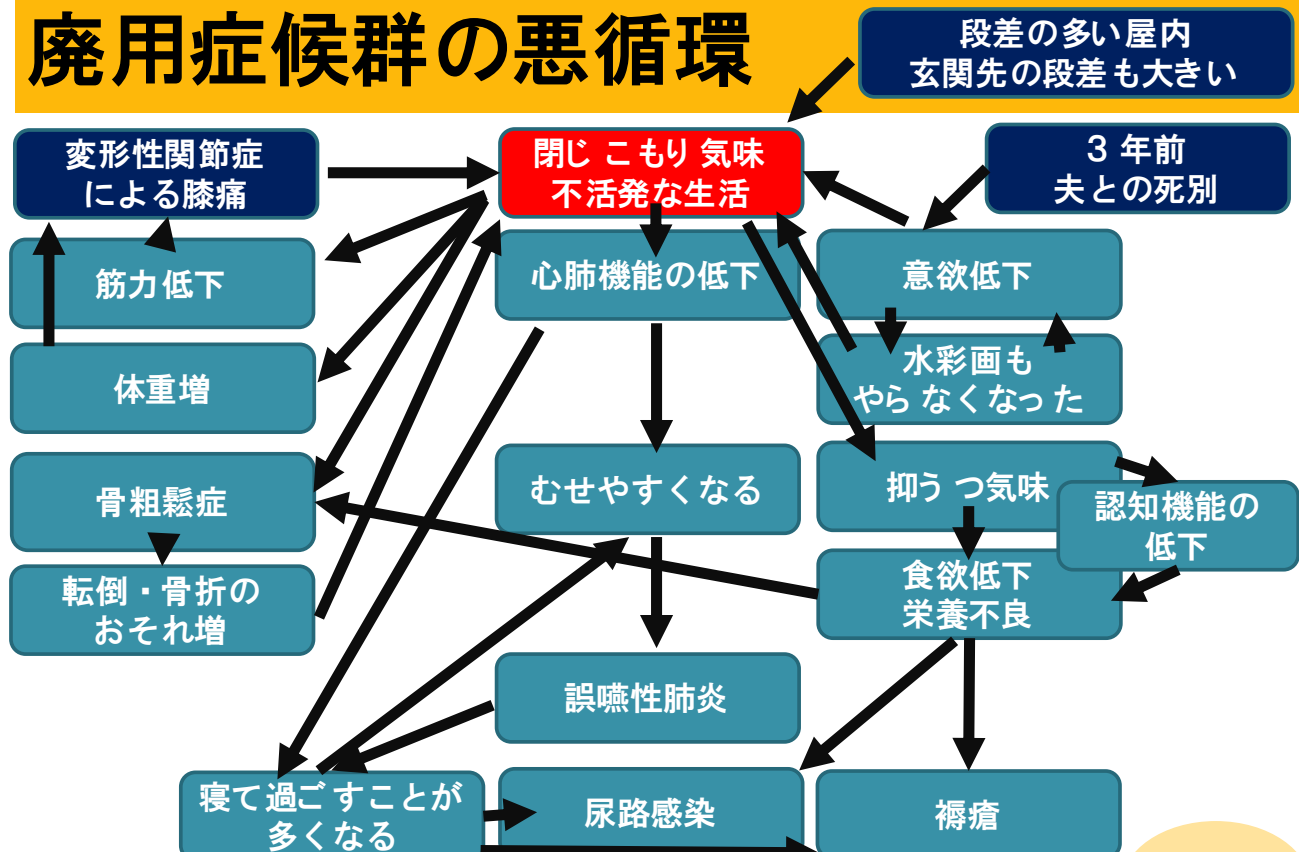 廃用症候群の悪循環
段差の多い屋内
玄関先の段差も大きい
変形性関節症
による膝痛
閉じこもり気味
不活発な生活
3 年前
夫との死別
筋力低下
心肺機能の低下
意欲低下
体重増
水彩画も
やらなくなった
骨粗鬆症
むせやすくなる
抑うつ気味
認知機能の
低下
転倒・骨折の
おそれ増
食欲低下
栄養不良
誤嚥性肺炎
寝て過ごすことが
多くなる
尿路感染
褥瘡